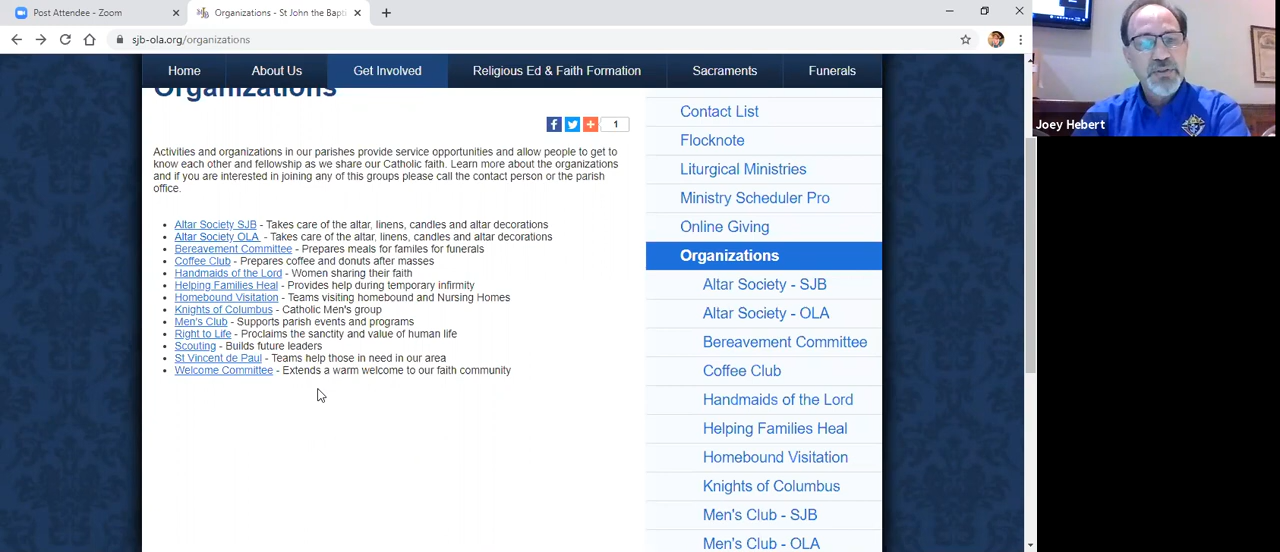 Post Attendee - Zoom
Organizations - St John the Bapti
sjb-ola.org/organizations
Home
About Us
Get Involved
Religious Ed & Faith Formation
Sacraments
Funerals
Organizations
1
Activities and organizations in our parishes provide service opportunities and allow people to get to
know each other and fellowship as we share our Catholic faith. Learn more about the organizations
and if you are interested in joining any of this groups please call the contact person or the parish
office.
Altar Society SJB - Takes care of the altar, linens, candles and altar decorations
Altar Society OLA - Takes care of the altar, linens, candles and altar decorations
Bereavement Committee - Prepares meals for familes for funerals
Coffee Club - Prepares coffee and donuts after masses
Handmaids of the Lord - Women sharing their faith
Helping Families Heal - Provides help during temporary infirmity
Homebound Visitation - Teams visiting homebound and Nursing Homes
Knights of Columbus - Catholic Men's group
Men's Club - Supports parish events and programs
Right to Life - Proclaims the sanctity and value of human life
Scouting - Builds future leaders
St Vincent de Paul - Teams help those in need in our area
Welcome Committee - Extends a warm welcome to our faith community
Contact List
Flocknote
Liturgical Ministries
Ministry Scheduler Pro
Online Giving
Organizations
Altar Society - SJB
Altar Society - OLA
Bereavement Committee
Coffee Club
Handmaids of the Lord
Helping Families Heal
Homebound Visitation
Knights of Columbus
Men's Club - SJB
Men's Club - OLA
Joey Hebert